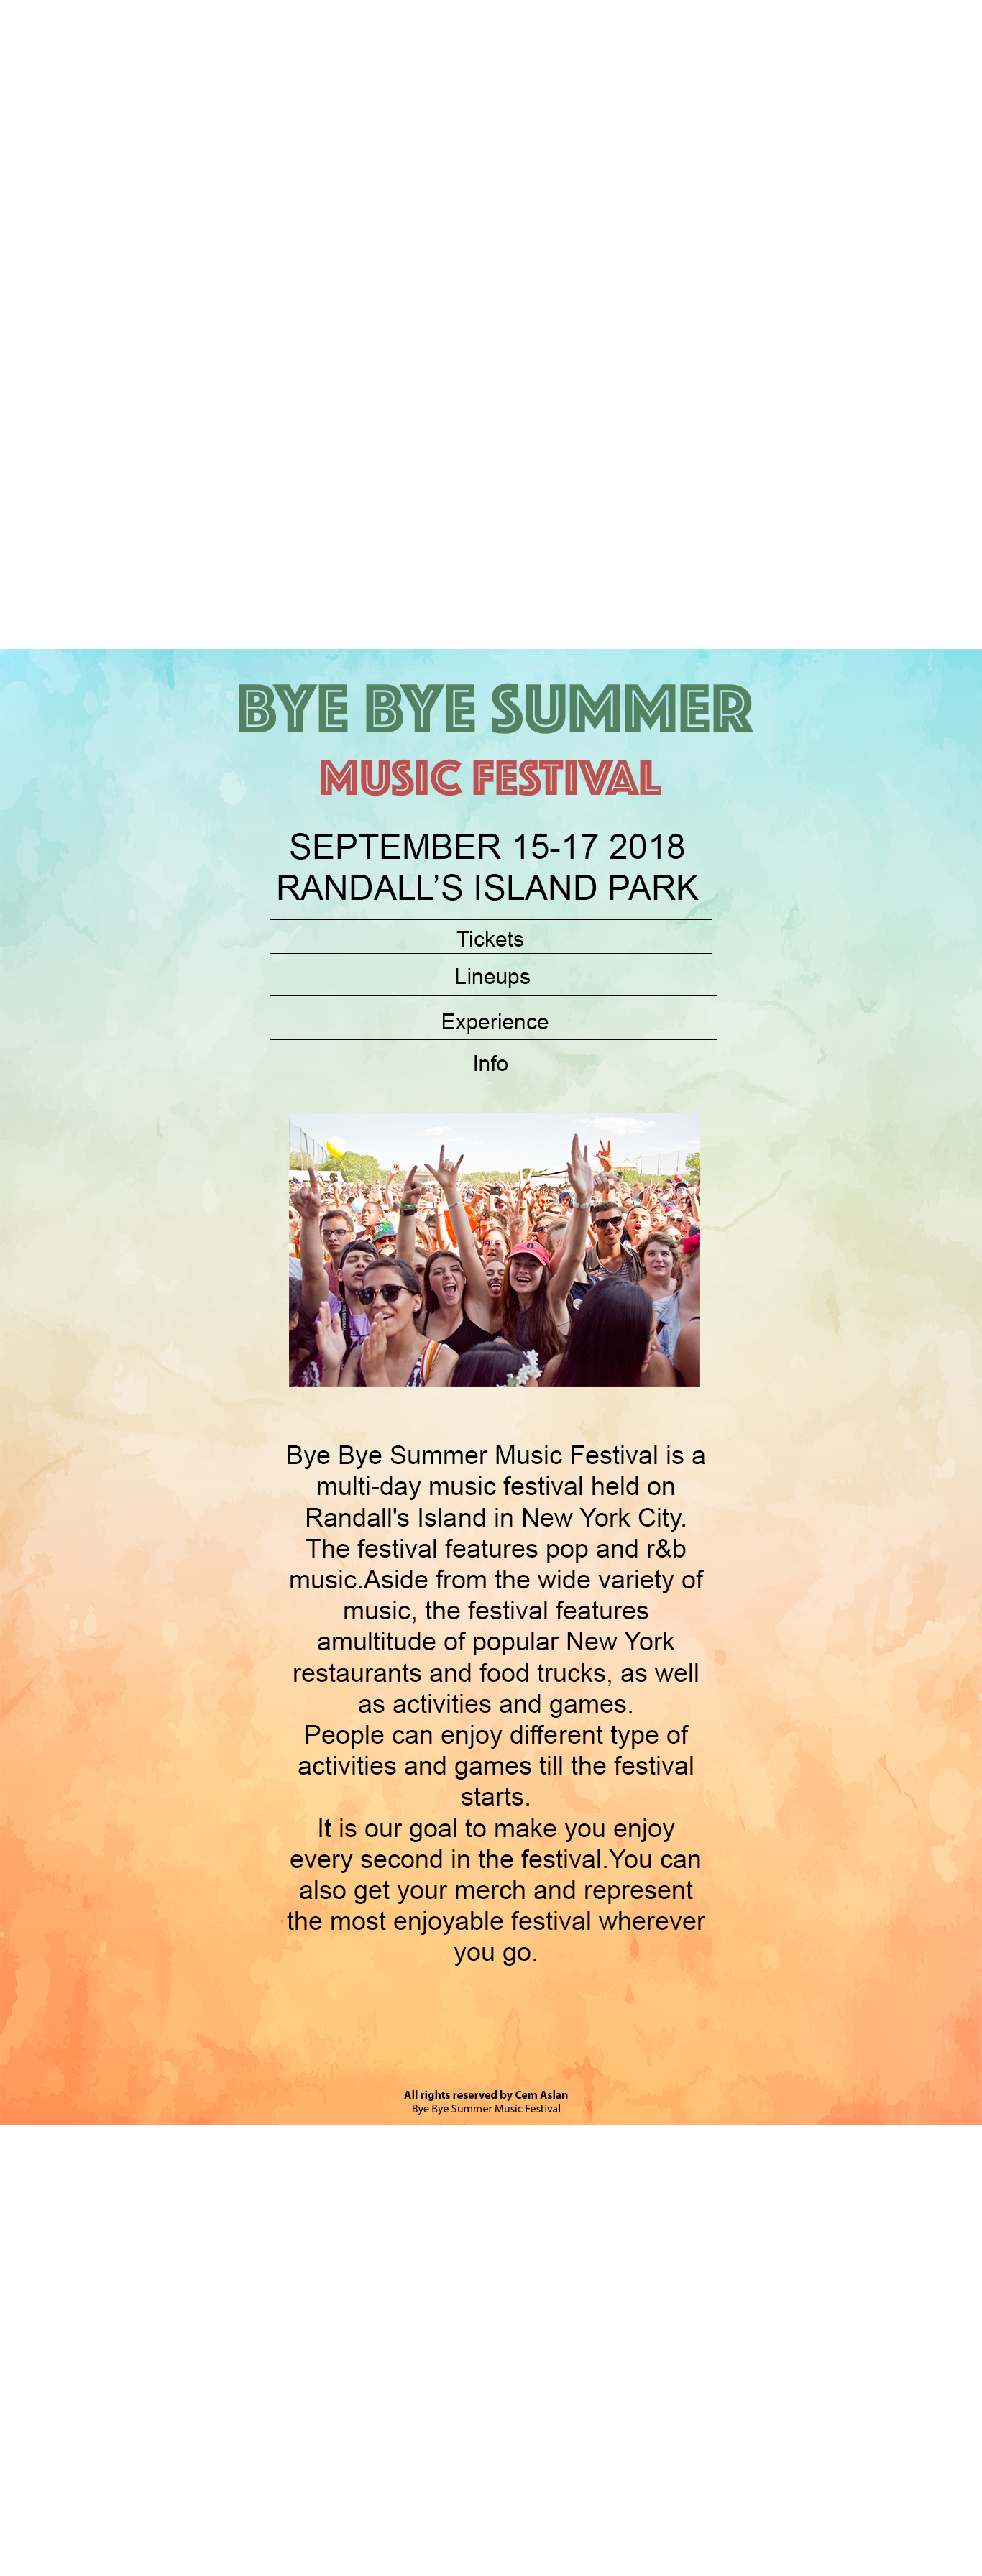 BYE BYE SUMMER
MUSIC FESTIVAL
SEPTEMBER 15-17 2018
RANDALL’S ISLAND PARK
Tickets
Lineups
Experience
Info
Bye Bye Summer Music Festival is a
multi-day music festival held on
Randall's Island in New York City.
The festival features pop and r&b
music.Aside from the wide variety of
music, the festival features
amultitude of popular New York
restaurants and food trucks, as well
as activities and games.
People can enjoy different type of
activities and games till the festival
starts.
It is our goal to make you enjoy
every second in the festival.You can
also get your merch and represent
the most enjoyable festival wherever
you go.
All rights reserved by Cem Aslan
Bye Bye Summer Music Festival